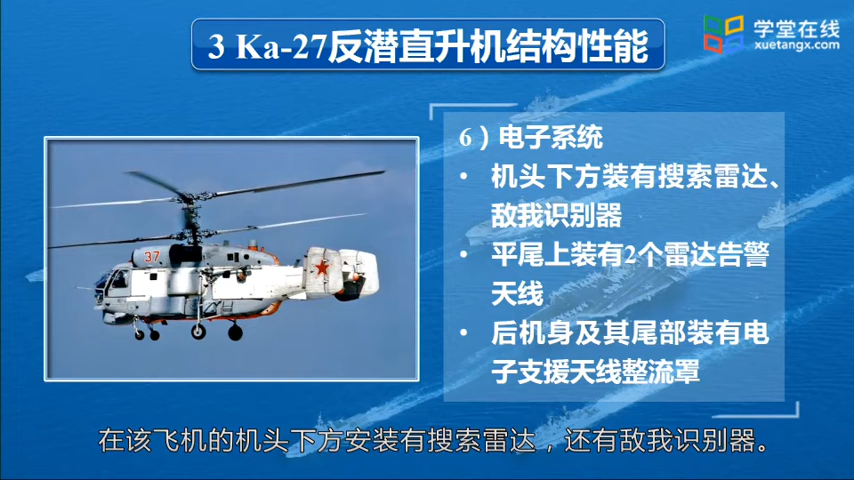 3 Ka-27反潜直升机结构性能
学堂在线
xuetangx.com
6）电子系统
• 机头下方装有搜索雷达、
敌我识别器
• 平尾上装有2个雷达告警
天线
• 后机身及其尾部装有电
子支援天线整流罩
37
在该飞机的机头下方安装有搜索雷达，还有敌我识别器。